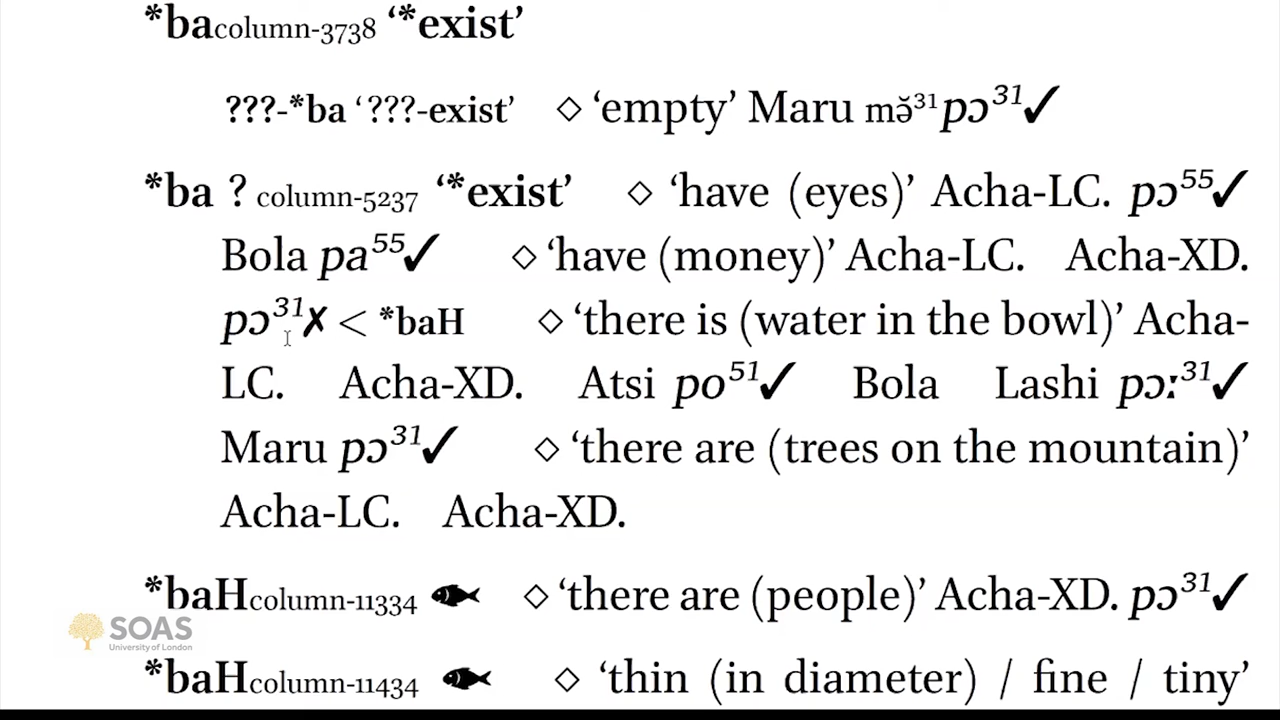 *bacolumn-3738 ‘*exist’
???-*ba ‘???-exist’ ◇ ‘empty’ Maru mə̆³¹pɔ³¹✓
*ba ? column-5237 ‘*exist’ ◇ ‘have (eyes)’ Acha-LC. pɔ⁵⁵✓
Bola pa⁵⁵✓ ◇ ‘have (money)’ Acha-LC. Acha-XD.
pɔ³¹✗ < *baH ◇ ‘there is (water in the bowl)’ Acha-
LC. Acha-XD. Atsi po⁵¹✓ Bola Lashi pɔː³¹✓
Maru pɔ³¹✓ ◇ ‘there are (trees on the mountain)’
Acha-LC. Acha-XD.
*baHcolumn-11334 ◇ ‘there are (people)’ Acha-XD. pɔ³¹✓
SOAS
University of London
*baHcolumn-11434 ◇ ‘thin (in diameter) / fine / tiny’